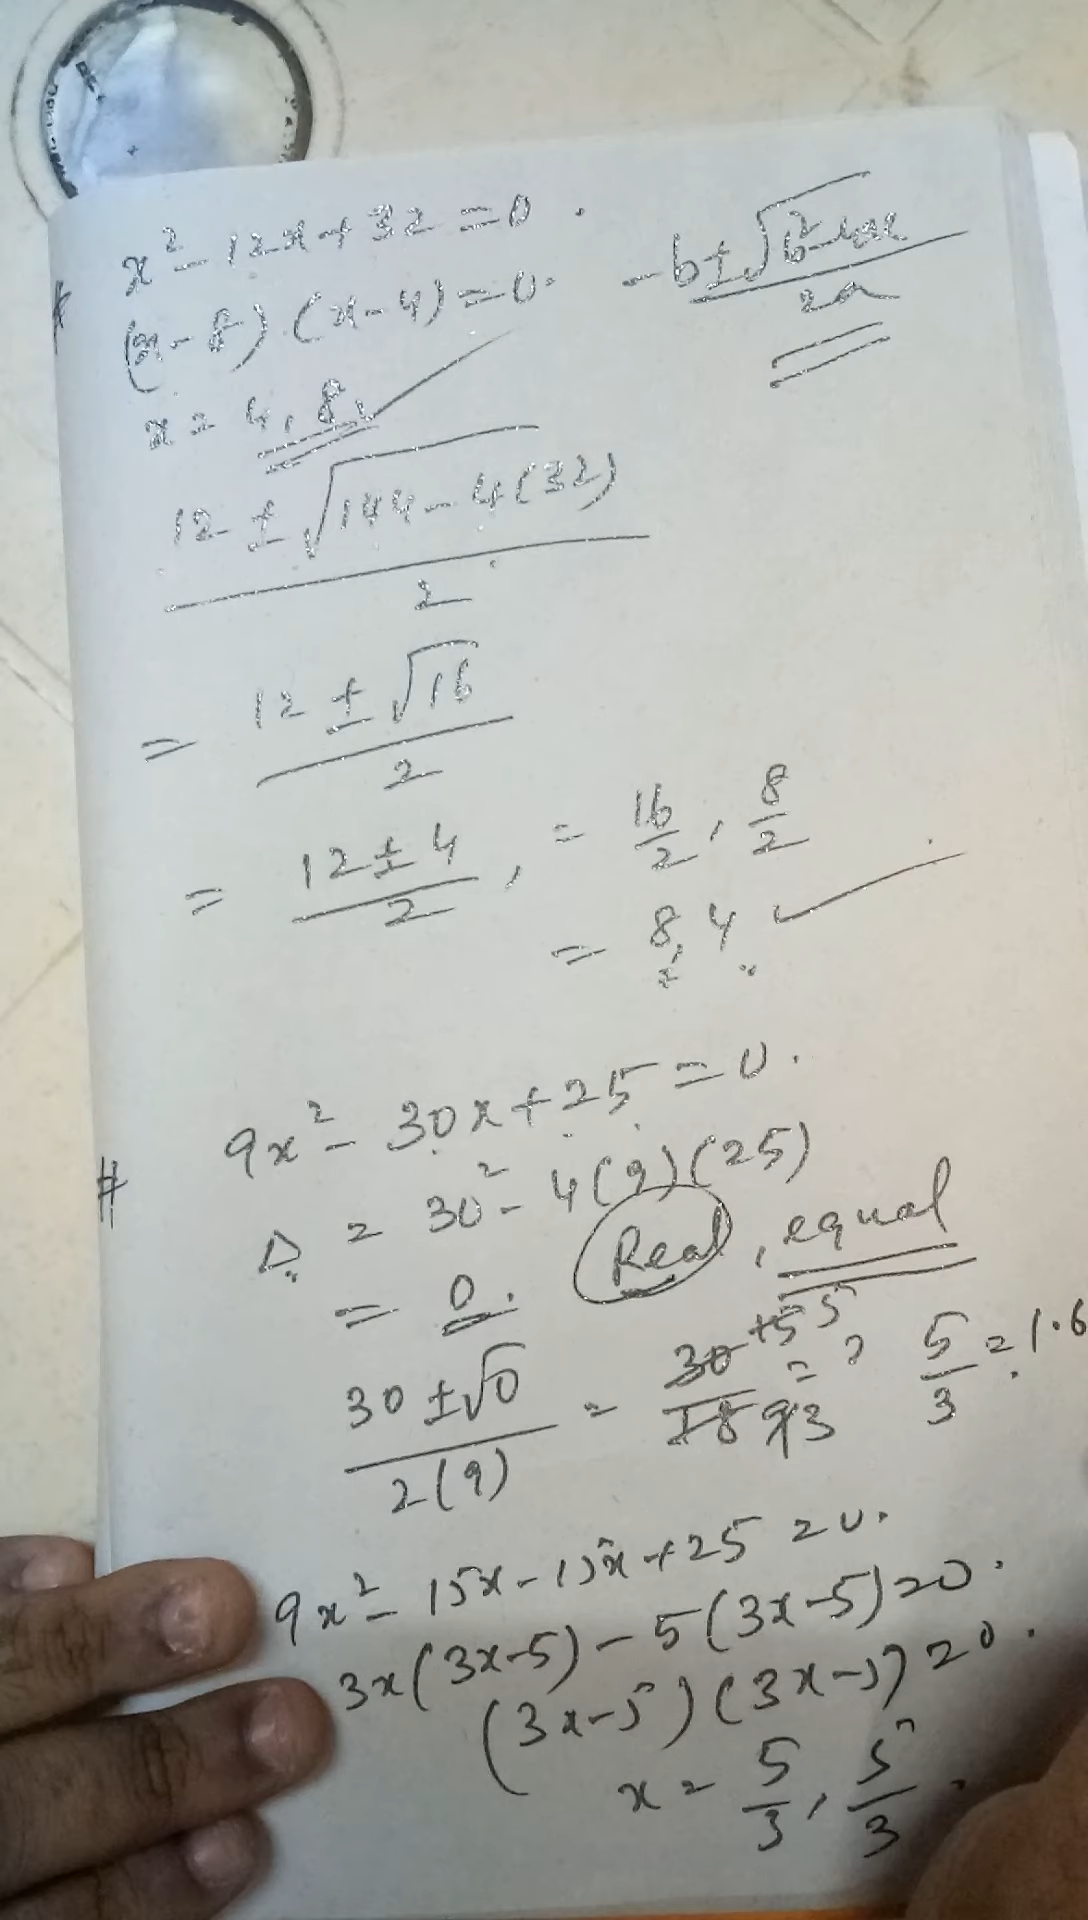 x² - 12x + 32 = 0.
(x - 8) (x - 4) = 0.
-b ± √(b² - 4ac) / 2a
x = 4, 8,
12 ± √(144 - 4(32)) / 2
= 12 ± √16 / 2
= 12 ± 4 / 2, = 16/2, 8/2
= 8, 4
# 9x² - 30x + 25 = 0.
Δ = 30² - 4(9)(25)
= 0. Real, equal
30 ± √0 / 2(9) = 30/18 = 5/3 = 1.6
9x² - 15x - 15x + 25 = 0.
3x(3x-5) - 5(3x-5) = 0.
(3x-5) (3x-5) = 0.
x = 5/3, 5/3.